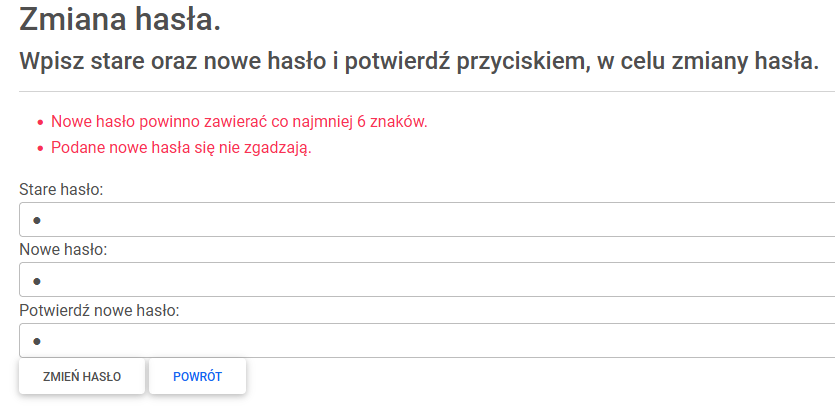 Zmiana hasła.
Wpisz stare oraz nowe hasło i potwierdź przyciskiem, w celu zmiany hasła.
• Nowe hasło powinno zawierać co najmniej 6 znaków.
• Podane nowe hasła się nie zgadzają.
Stare hasło:
●
Nowe hasło:
●
Potwierdź nowe hasło:
●
ZMIEŃ HASŁO POWRÓT